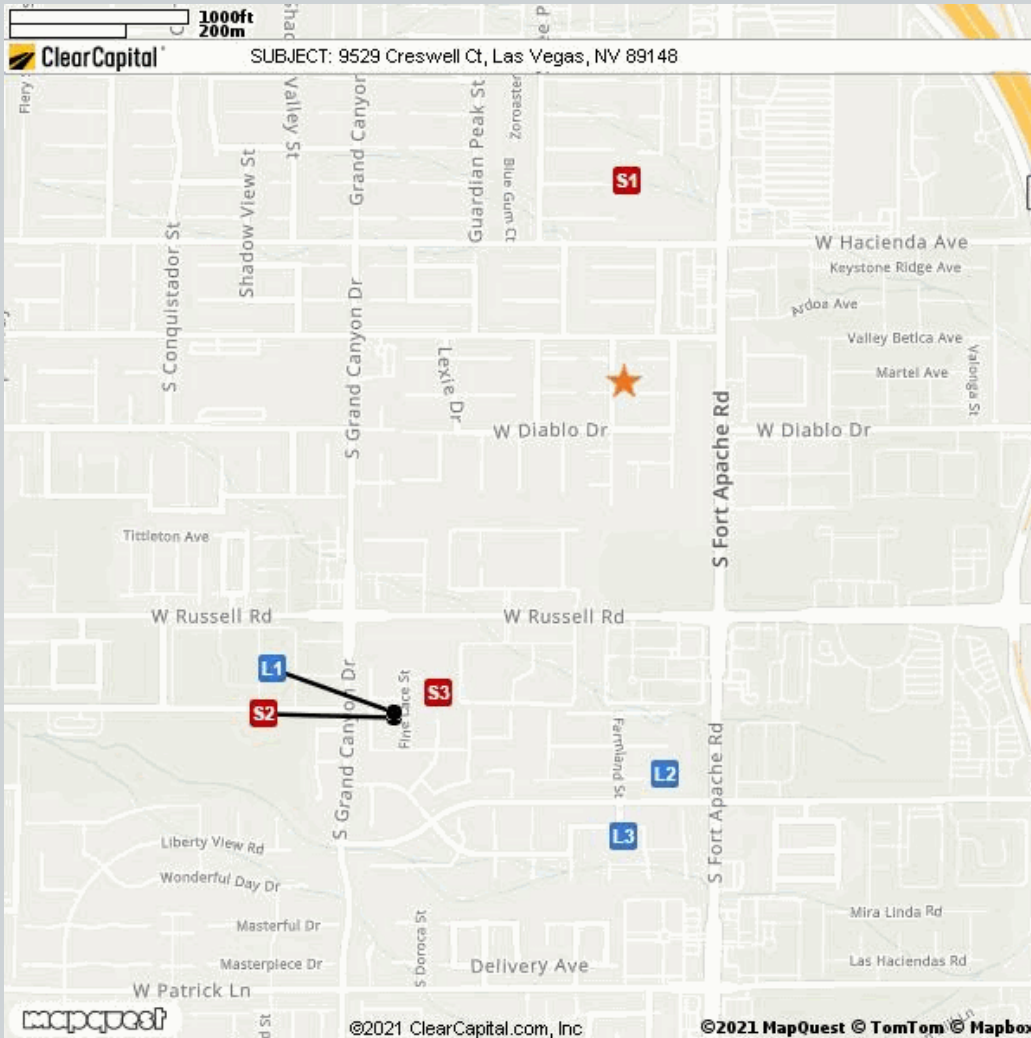 1000ft
200m
ClearCapital
SUBJECT: 9529 Creswell Ct, Las Vegas, NV 89148
Valley St
Grand Canyon
Guardian Peak St
Zoroaster
Blue Gum Ct
Shadow View St
S Conquistador St
S1
W Hacienda Ave
Keystone Ridge Ave
Ardoa Ave
Valley Betica Ave
Martel Ave
Valonga St
S Grand Canyon Dr
Lexie Dr
W Diablo Dr
W Diablo Dr
S Fort Apache Rd
Tittleton Ave
W Russell Rd
W Russell Rd
L1
S2
S3
Fine Lace St
S Grand Canyon Dr
Farmland St
L2
S Fort Apache Rd
L3
Liberty View Rd
Wonderful Day Dr
Masterful Dr
Masterpiece Dr
S Doroca St
Delivery Ave
Mira Linda Rd
Las Haciendas Rd
W Patrick Ln
mapquest
©2021 ClearCapital.com, Inc
©2021 MapQuest © TomTom © Mapbox